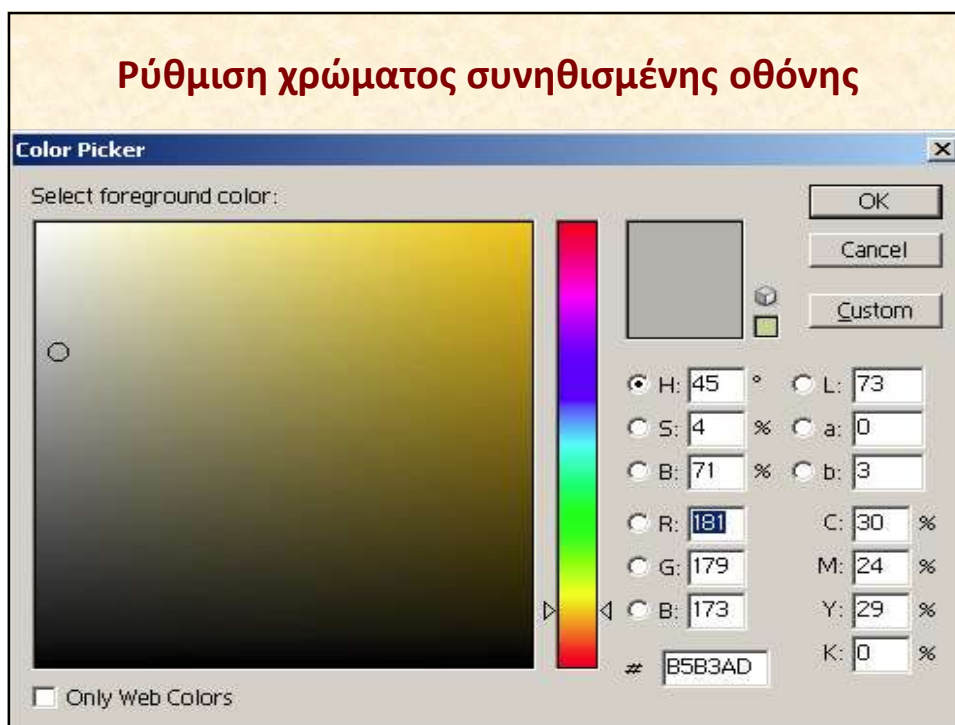 Ρύθμιση χρώματος συνηθισμένης οθόνης
Color Picker
Select foreground color:
OK
Cancel
Custom
H: 45 ° L: 73
S: 4 % a: 0
B: 71 % b: 3
R: 181 C: 30 %
G: 179 M: 24 %
B: 173 Y: 29 %
# B5B3AD K: 0 %
Only Web Colors